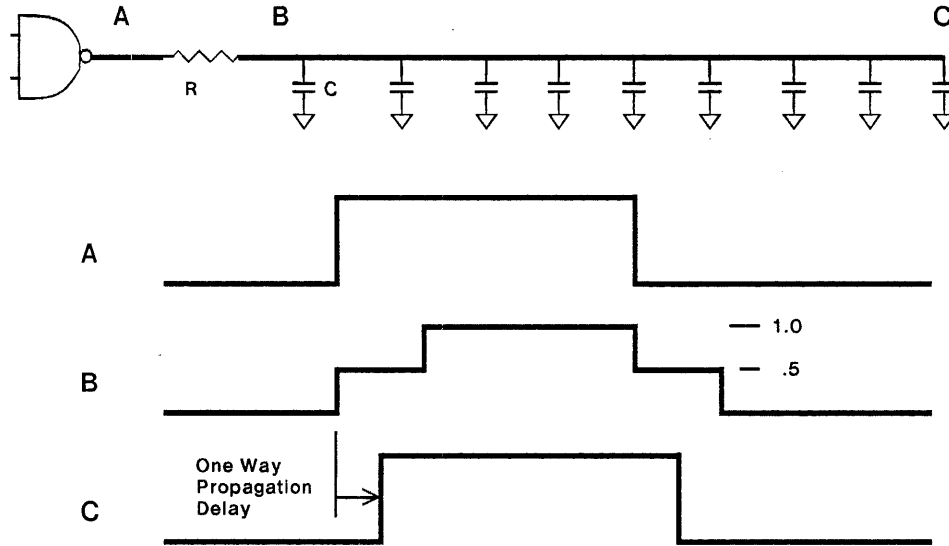 A B C
R C
A
1.0
B .5
One Way
Propagation
Delay
C